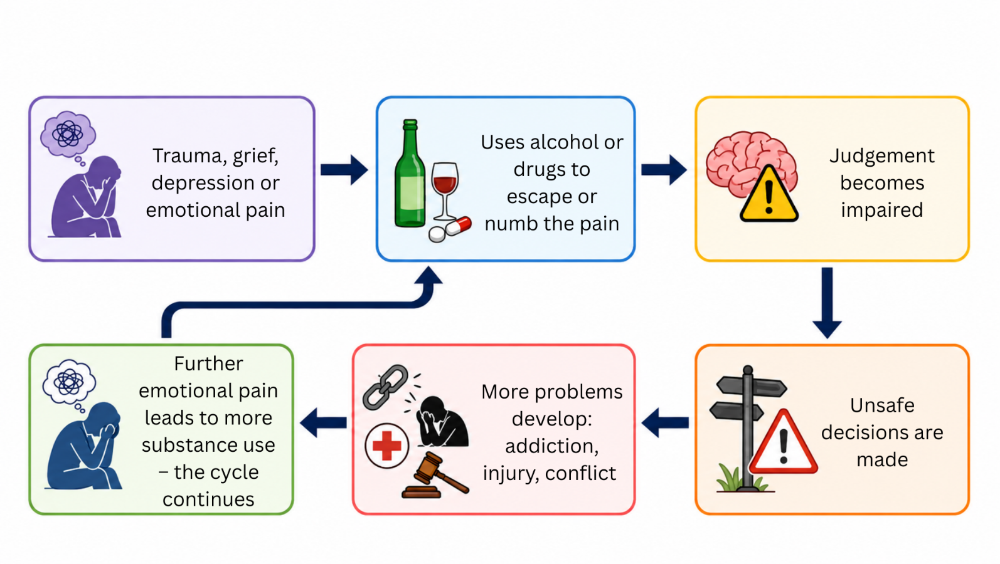 Trauma, grief,
depression or
emotional pain
Uses alcohol or
drugs to
escape or
numb the pain
Judgement
becomes
impaired
Unsafe
decisions are
made
More problems
develop:
addiction,
injury, conflict
Further
emotional pain
leads to more
substance use
– the cycle
continues